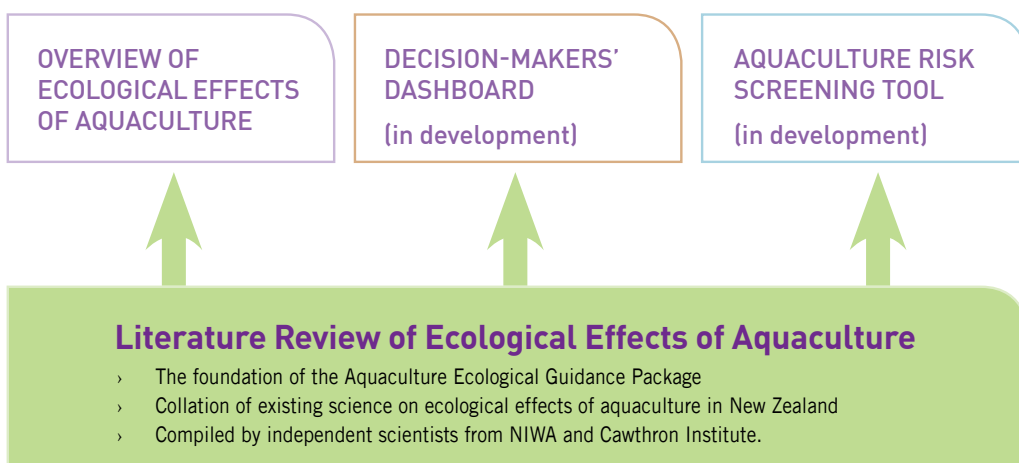 OVERVIEW OF
ECOLOGICAL EFFECTS
OF AQUACULTURE
DECISION-MAKERS’
DASHBOARD
(in development)
AQUACULTURE RISK
SCREENING TOOL
(in development)
Literature Review of Ecological Effects of Aquaculture
› The foundation of the Aquaculture Ecological Guidance Package
› Collation of existing science on ecological effects of aquaculture in New Zealand
› Compiled by independent scientists from NIWA and Cawthron Institute.